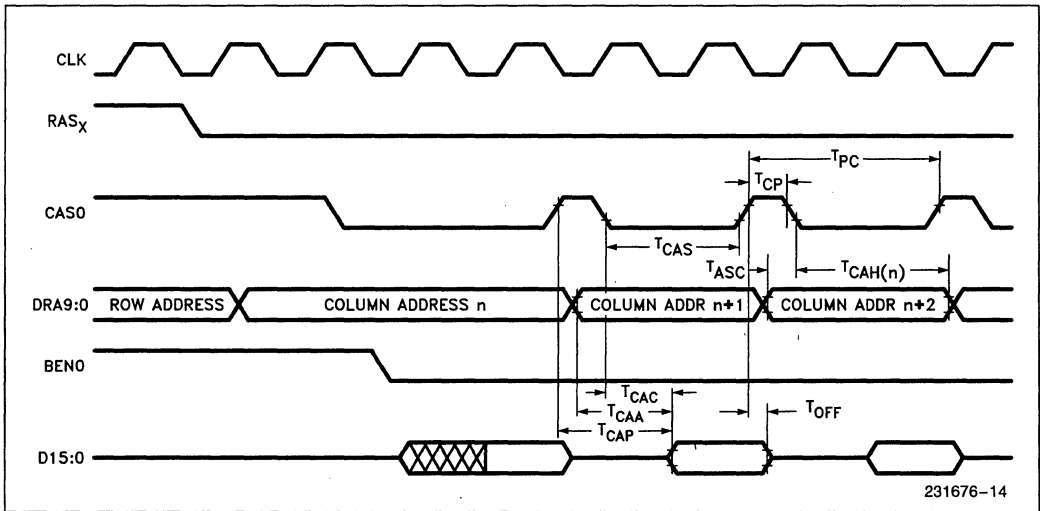 CLK
RASX
TPC
TCP
CAS0
TCAS
TASC
TCAH(n)
DRA9:0 ROW ADDRESS COLUMN ADDRESS n COLUMN ADDR n+1 COLUMN ADDR n+2
BEN0
TCAC
TCAA
TOFF
TCAP
D15:0
231676-14